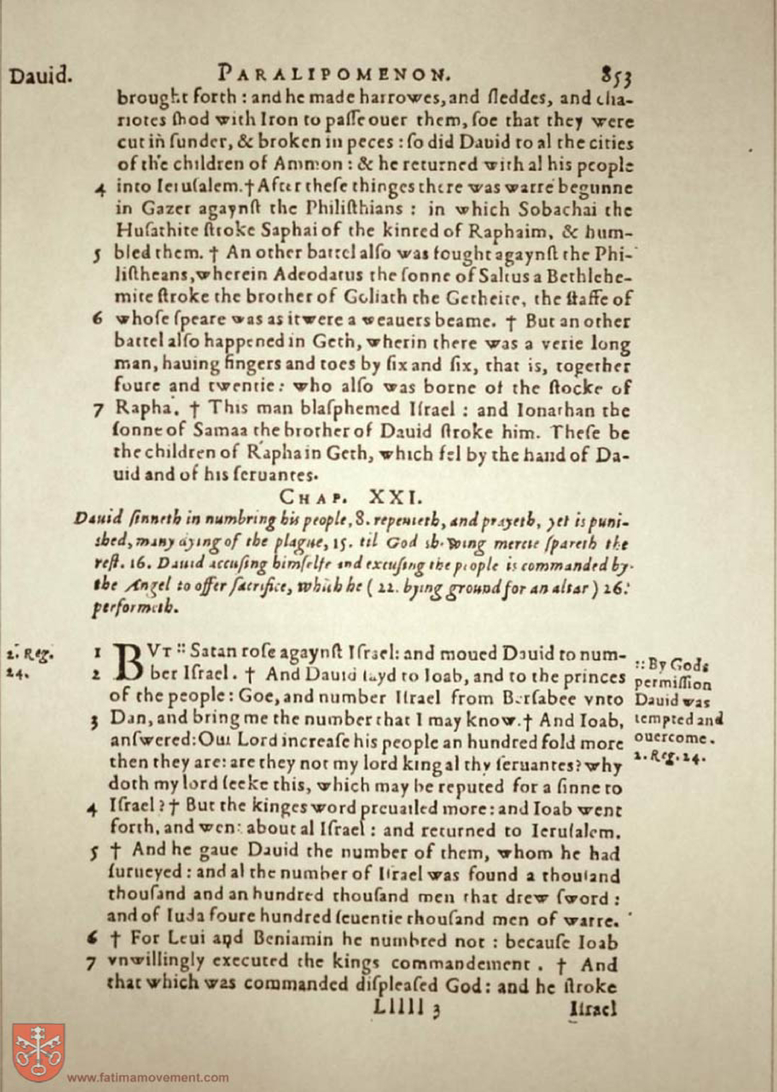 Dauid. PARALIPOMENON. 853
brought forth : and he made harrowes, and ſleddes, and cha-
riotes ſhod with Iron to paſſe ouer them, ſoe that they were
cut in ſunder, & broken in peces : ſo did Dauid to al the cities
of the children of Ammon : & he returned with al his people
4 into Ieruſalem. † After theſe thinges there was warre begunne
in Gazer agaynſt the Philiſthians : in which Sobachai the
Huſathite ſtroke Saphai of the kinred of Raphaim, & hum-
5 bled them. † An other battel alſo was fought agaynſt the Phi-
liſtheans, wherein Adeodatus the ſonne of Saltus a Bethlehe-
mite ſtroke the brother of Goliath the Getheite, the ſtaffe of
6 whoſe ſpeare was as it were a weauers beame. † But an other
battel alſo happened in Geth, wherin there was a verie long
man, hauing fingers and toes by ſix and ſix, that is, together
foure and twentie : who alſo was borne of the ſtocke of
7 Rapha. † This man blaſphemed Iſrael : and Ionathan the
ſonne of Samaa the brother of Dauid ſtroke him. Theſe be
the children of Rapha in Geth, which fel by the hand of Da-
uid and of his ſeruantes.
CHAP. XXI.
Dauid ſinneth in numbring his people, 8. repenteth, and prayeth, yet is puni-
shed, many dying of the plague, 15. til God shewing mercie ſpareth the
reſt. 16. Dauid accuſing himſelfe and excuſing the people is commanded by
the Angel to offer ſacrifice, which he ( 22. bying ground for an altar ) 26.
performeth.
2. Reg. 24.
1 BVT :: Satan roſe agaynſt Iſrael: and moued Dauid to num-
2 ber Iſrael. † And Dauid ſayd to Ioab, and to the princes
of the people : Goe, and number Iſrael from Berſabee vnto
3 Dan, and bring me the number that I may know. † And Ioab,
anſwered: Our Lord increaſe his people an hundred fold more
then they are: are they not my lord king al thy ſeruantes? why
doth my lord ſeeke this, which may be reputed for a ſinne to
4 Iſrael? † But the kinges word preuailed more: and Ioab went
forth, and went about al Iſrael : and returned to Ieruſalem.
5 † And he gaue Dauid the number of them, whom he had
ſurueyed : and al the number of Iſrael was found a thouſand
thouſand and an hundred thouſand men that drew ſword :
and of Iuda foure hundred ſeuentie thouſand men of warre.
6 † For Leui and Beniamin he numbred not : becauſe Ioab
7 vnwillingly executed the kings commandement . † And
that which was commanded diſpleaſed God: and he ſtroke
:: By Gods
permiſſion
Dauid was
tempted and
ouercome.
2. Reg. 24.
Lllll 3 Iſrael
www.fatimamovement.com